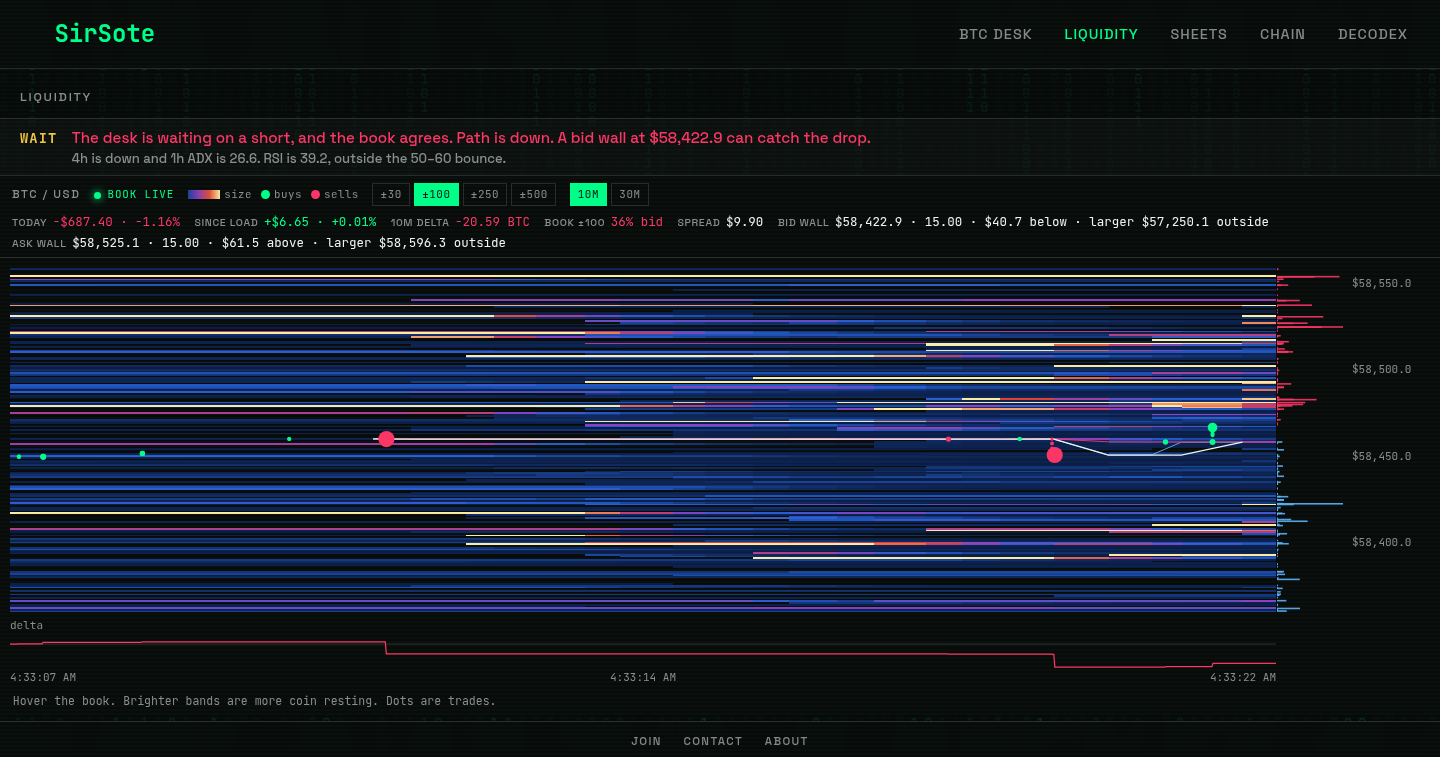 SirSote
BTC DESK LIQUIDITY SHEETS CHAIN DECODEX
LIQUIDITY
WAIT The desk is waiting on a short, and the book agrees. Path is down. A bid wall at $58,422.9 can catch the drop.
4h is down and 1h ADX is 26.6. RSI is 39.2, outside the 50–60 bounce.
BTC / USD BOOK LIVE size buys sells ±30 ±100 ±250 ±500 10M 30M
TODAY -$687.40 · -1.16% SINCE LOAD +$6.65 · +0.01% 10M DELTA -20.59 BTC BOOK ±100 36% bid SPREAD $9.90 BID WALL $58,422.9 · 15.00 · $40.7 below · larger $57,250.1 outside
ASK WALL $58,525.1 · 15.00 · $61.5 above · larger $58,596.3 outside
$58,550.0
$58,500.0
$58,450.0
$58,400.0
delta
4:33:07 AM 4:33:14 AM 4:33:22 AM
Hover the book. Brighter bands are more coin resting. Dots are trades.
JOIN CONTACT ABOUT